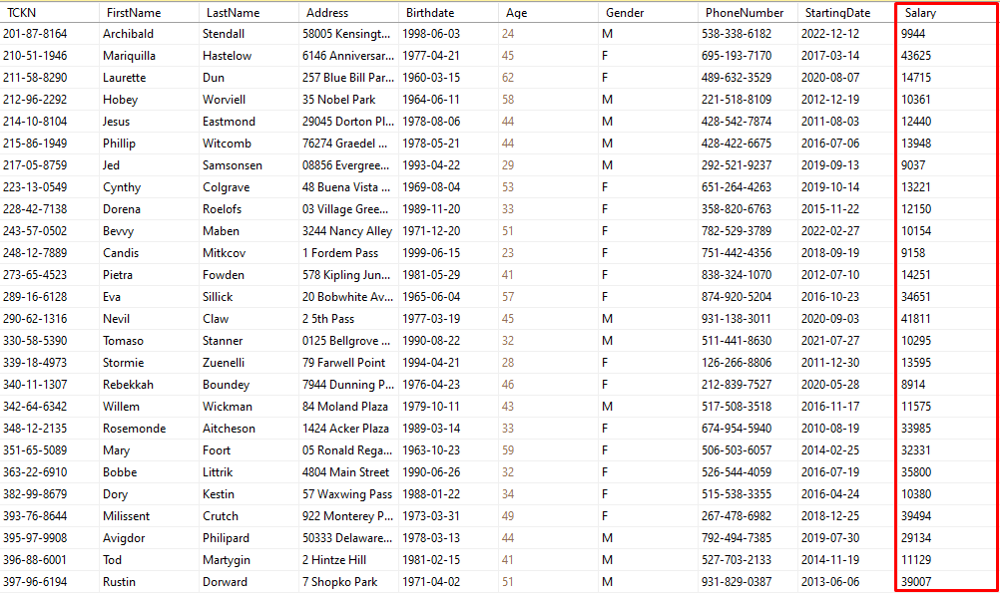 TCKN FirstName LastName Address Birthdate Age Gender PhoneNumber StartingDate Salary
201-87-8164 Archibald Stendall 58005 Kensingt... 1998-06-03 24 M 538-338-6182 2022-12-12 9944
210-51-1946 Mariquilla Hastelow 6146 Anniversar... 1977-04-21 45 F 695-193-7170 2017-03-14 43625
211-58-8290 Laurette Dun 257 Blue Bill Par... 1960-03-15 62 F 489-632-3529 2020-08-07 14715
212-96-2292 Hobey Worviell 35 Nobel Park 1964-06-11 58 M 221-518-8109 2012-12-19 10361
214-10-8104 Jesus Eastmond 29045 Dorton Pl... 1978-08-06 44 M 428-542-7874 2011-08-03 12440
215-86-1949 Phillip Witcomb 76274 Graedel ... 1978-05-21 44 M 428-422-6675 2016-07-06 13948
217-05-8759 Jed Samsonsen 08856 Evergree... 1993-04-22 29 M 292-521-9237 2019-09-13 9037
223-13-0549 Cynthy Colgrave 48 Buena Vista ... 1969-08-04 53 F 651-264-4263 2019-10-14 13221
228-42-7138 Dorena Roelofs 03 Village Gree... 1989-11-20 33 F 358-820-6763 2015-11-22 12150
243-57-0502 Bevvy Maben 3244 Nancy Alley 1971-12-20 51 F 782-529-3789 2022-02-27 10154
248-12-7889 Candis Mitkcov 1 Fordem Pass 1999-06-15 23 F 751-442-4356 2018-09-19 9158
273-65-4523 Pietra Fowden 578 Kipling Jun... 1981-05-29 41 F 838-324-1070 2012-07-10 14251
289-16-6128 Eva Sillick 20 Bobwhite Av... 1965-06-04 57 F 874-920-5204 2016-10-23 34651
290-62-1316 Nevil Claw 2 5th Pass 1977-03-19 45 M 931-138-3011 2020-09-03 41811
330-58-5390 Tomaso Stanner 0125 Bellgrove ... 1990-08-22 32 M 511-441-8630 2021-07-27 10295
339-18-4973 Stormie Zuenelli 79 Farwell Point 1994-04-21 28 F 126-266-8806 2011-12-30 13595
340-11-1307 Rebekkah Boundey 7944 Dunning P... 1976-04-23 46 F 212-839-7527 2020-05-28 8914
342-64-6342 Willem Wickman 84 Moland Plaza 1979-10-11 43 M 517-508-3518 2016-11-17 11575
348-12-2135 Rosemonde Aitcheson 1424 Acker Plaza 1989-03-14 33 F 674-954-5940 2010-08-19 33985
351-65-5089 Mary Foort 05 Ronald Rega... 1963-10-23 59 F 506-503-6057 2014-02-25 32331
363-22-6910 Bobbe Littrik 4804 Main Street 1990-06-26 32 F 526-544-4059 2016-07-19 35800
382-99-8679 Dory Kestin 57 Waxwing Pass 1988-01-22 34 F 515-538-3355 2016-04-24 10380
393-76-8644 Milissent Crutch 922 Monterey P... 1973-03-31 49 F 267-478-6982 2018-12-25 39494
395-97-9908 Avigdor Philipard 50333 Delaware... 1978-03-13 44 M 792-494-7385 2019-07-30 29134
396-88-6001 Tod Martygin 2 Hintze Hill 1981-02-15 41 M 527-703-2133 2014-11-19 11129
397-96-6194 Rustin Dorward 7 Shopko Park 1971-04-02 51 M 931-829-0387 2013-06-06 39007